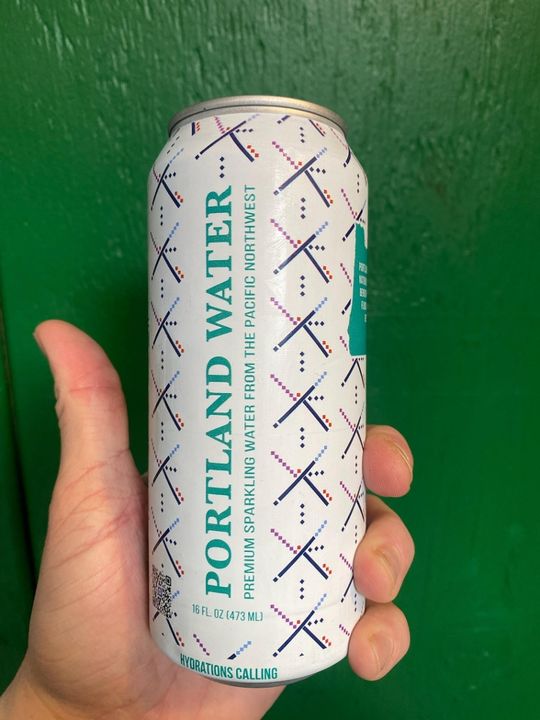 PORTLAND WATER
PREMIUM SPARKLING WATER FROM THE PACIFIC NORTHWEST
16 FL. OZ (473 ML)
HYDRATIONS CALLING